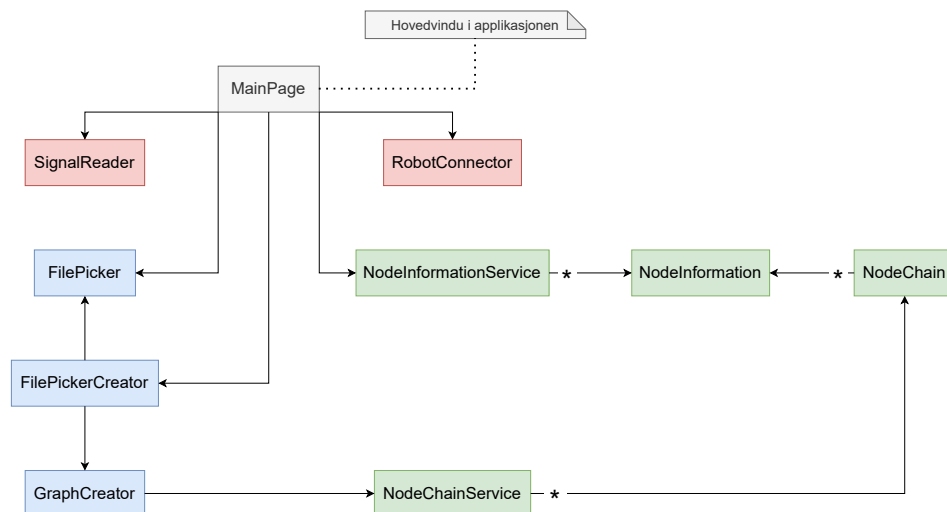 Hovedvindu i applikasjonen
MainPage
SignalReader
RobotConnector
FilePicker
NodeInformationService
*
NodeInformation
*
NodeChain
FilePickerCreator
GraphCreator
NodeChainService
*